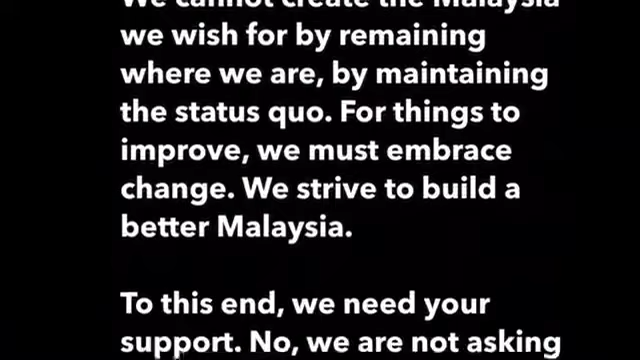 We cannot create the Malaysia
we wish for by remaining
where we are, by maintaining
the status quo. For things to
improve, we must embrace
change. We strive to build a
better Malaysia.
To this end, we need your
support. No, we are not asking